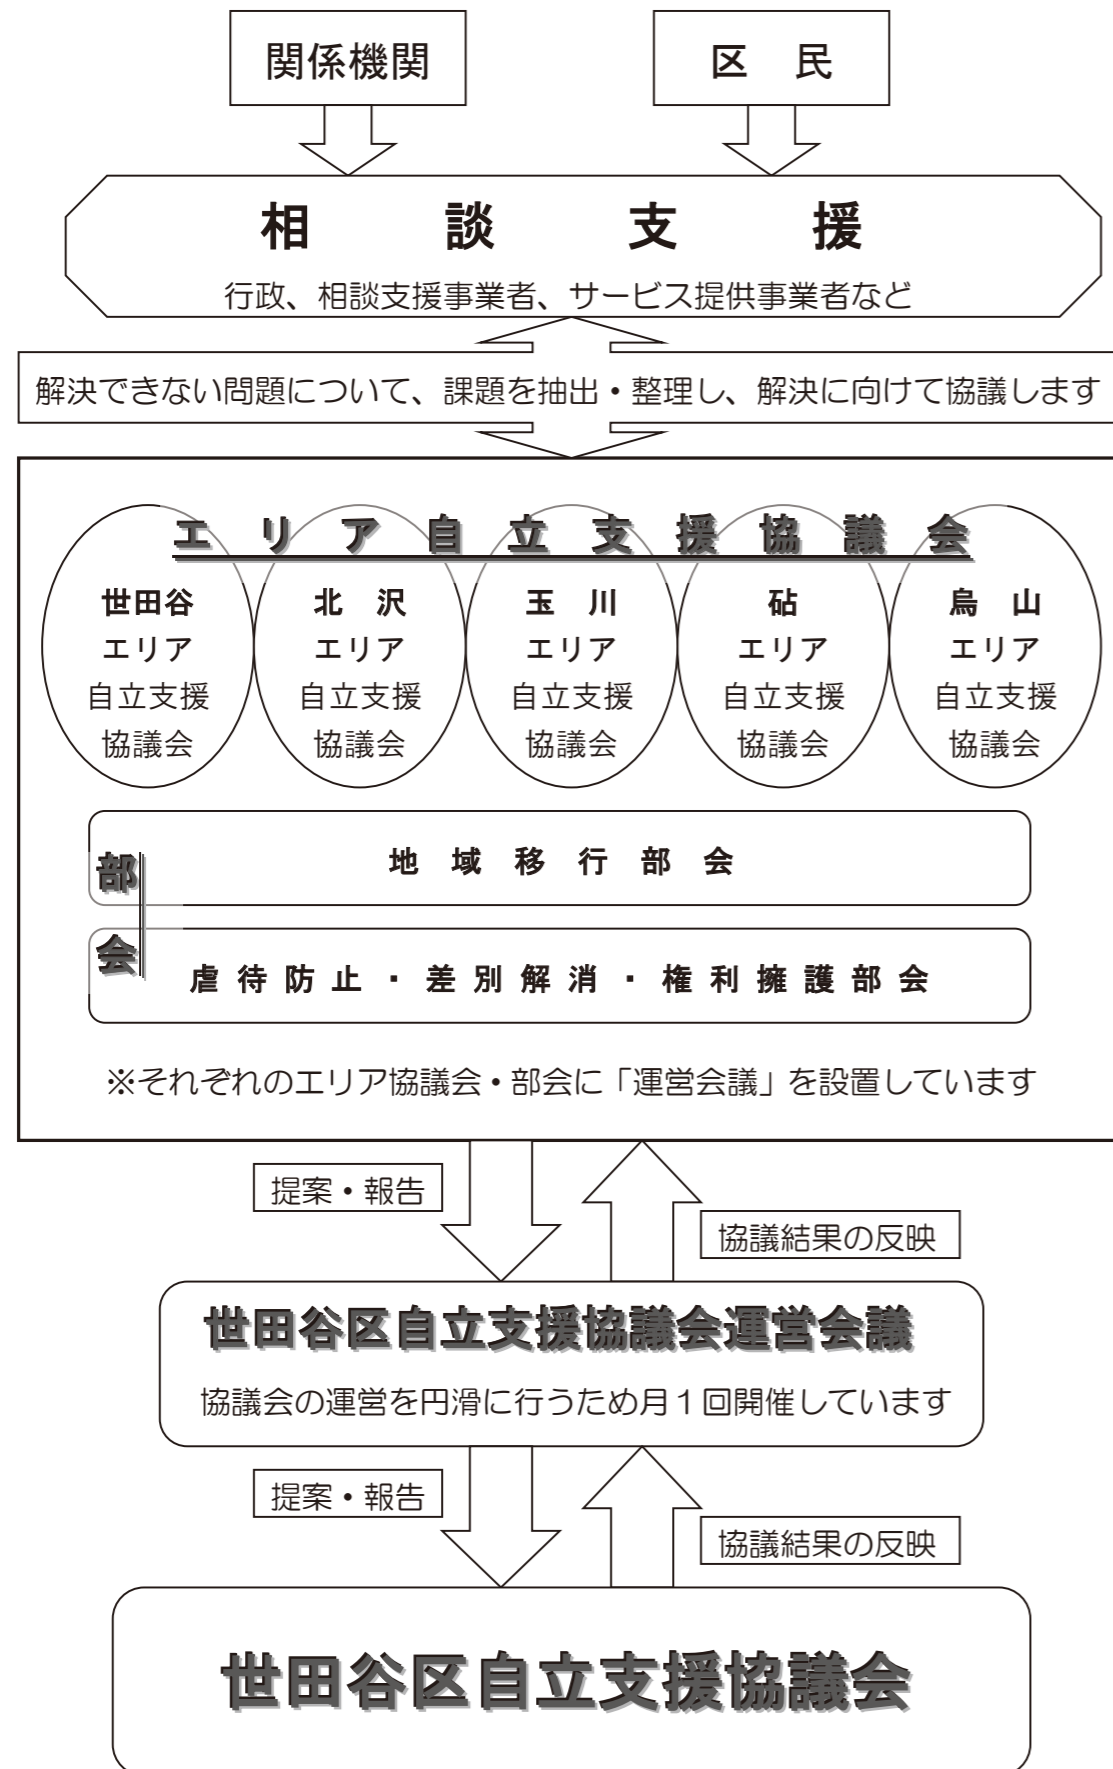 関係機関
区 民
相 談 支 援
行政、相談支援事業者、サービス提供事業者など
解決できない問題について、課題を抽出・整理し、解決に向けて協議します
エリア自立支援協議会
世田谷
エリア
自立支援
協議会
北 沢
エリア
自立支援
協議会
玉 川
エリア
自立支援
協議会
砧
エリア
自立支援
協議会
烏 山
エリア
自立支援
協議会
部会
地域移行部会
虐待防止・差別解消・権利擁護部会
※それぞれのエリア協議会・部会に「運営会議」を設置しています
提案・報告
協議結果の反映
世田谷区自立支援協議会運営会議
協議会の運営を円滑に行うため月1回開催しています
提案・報告
協議結果の反映
世田谷区自立支援協議会